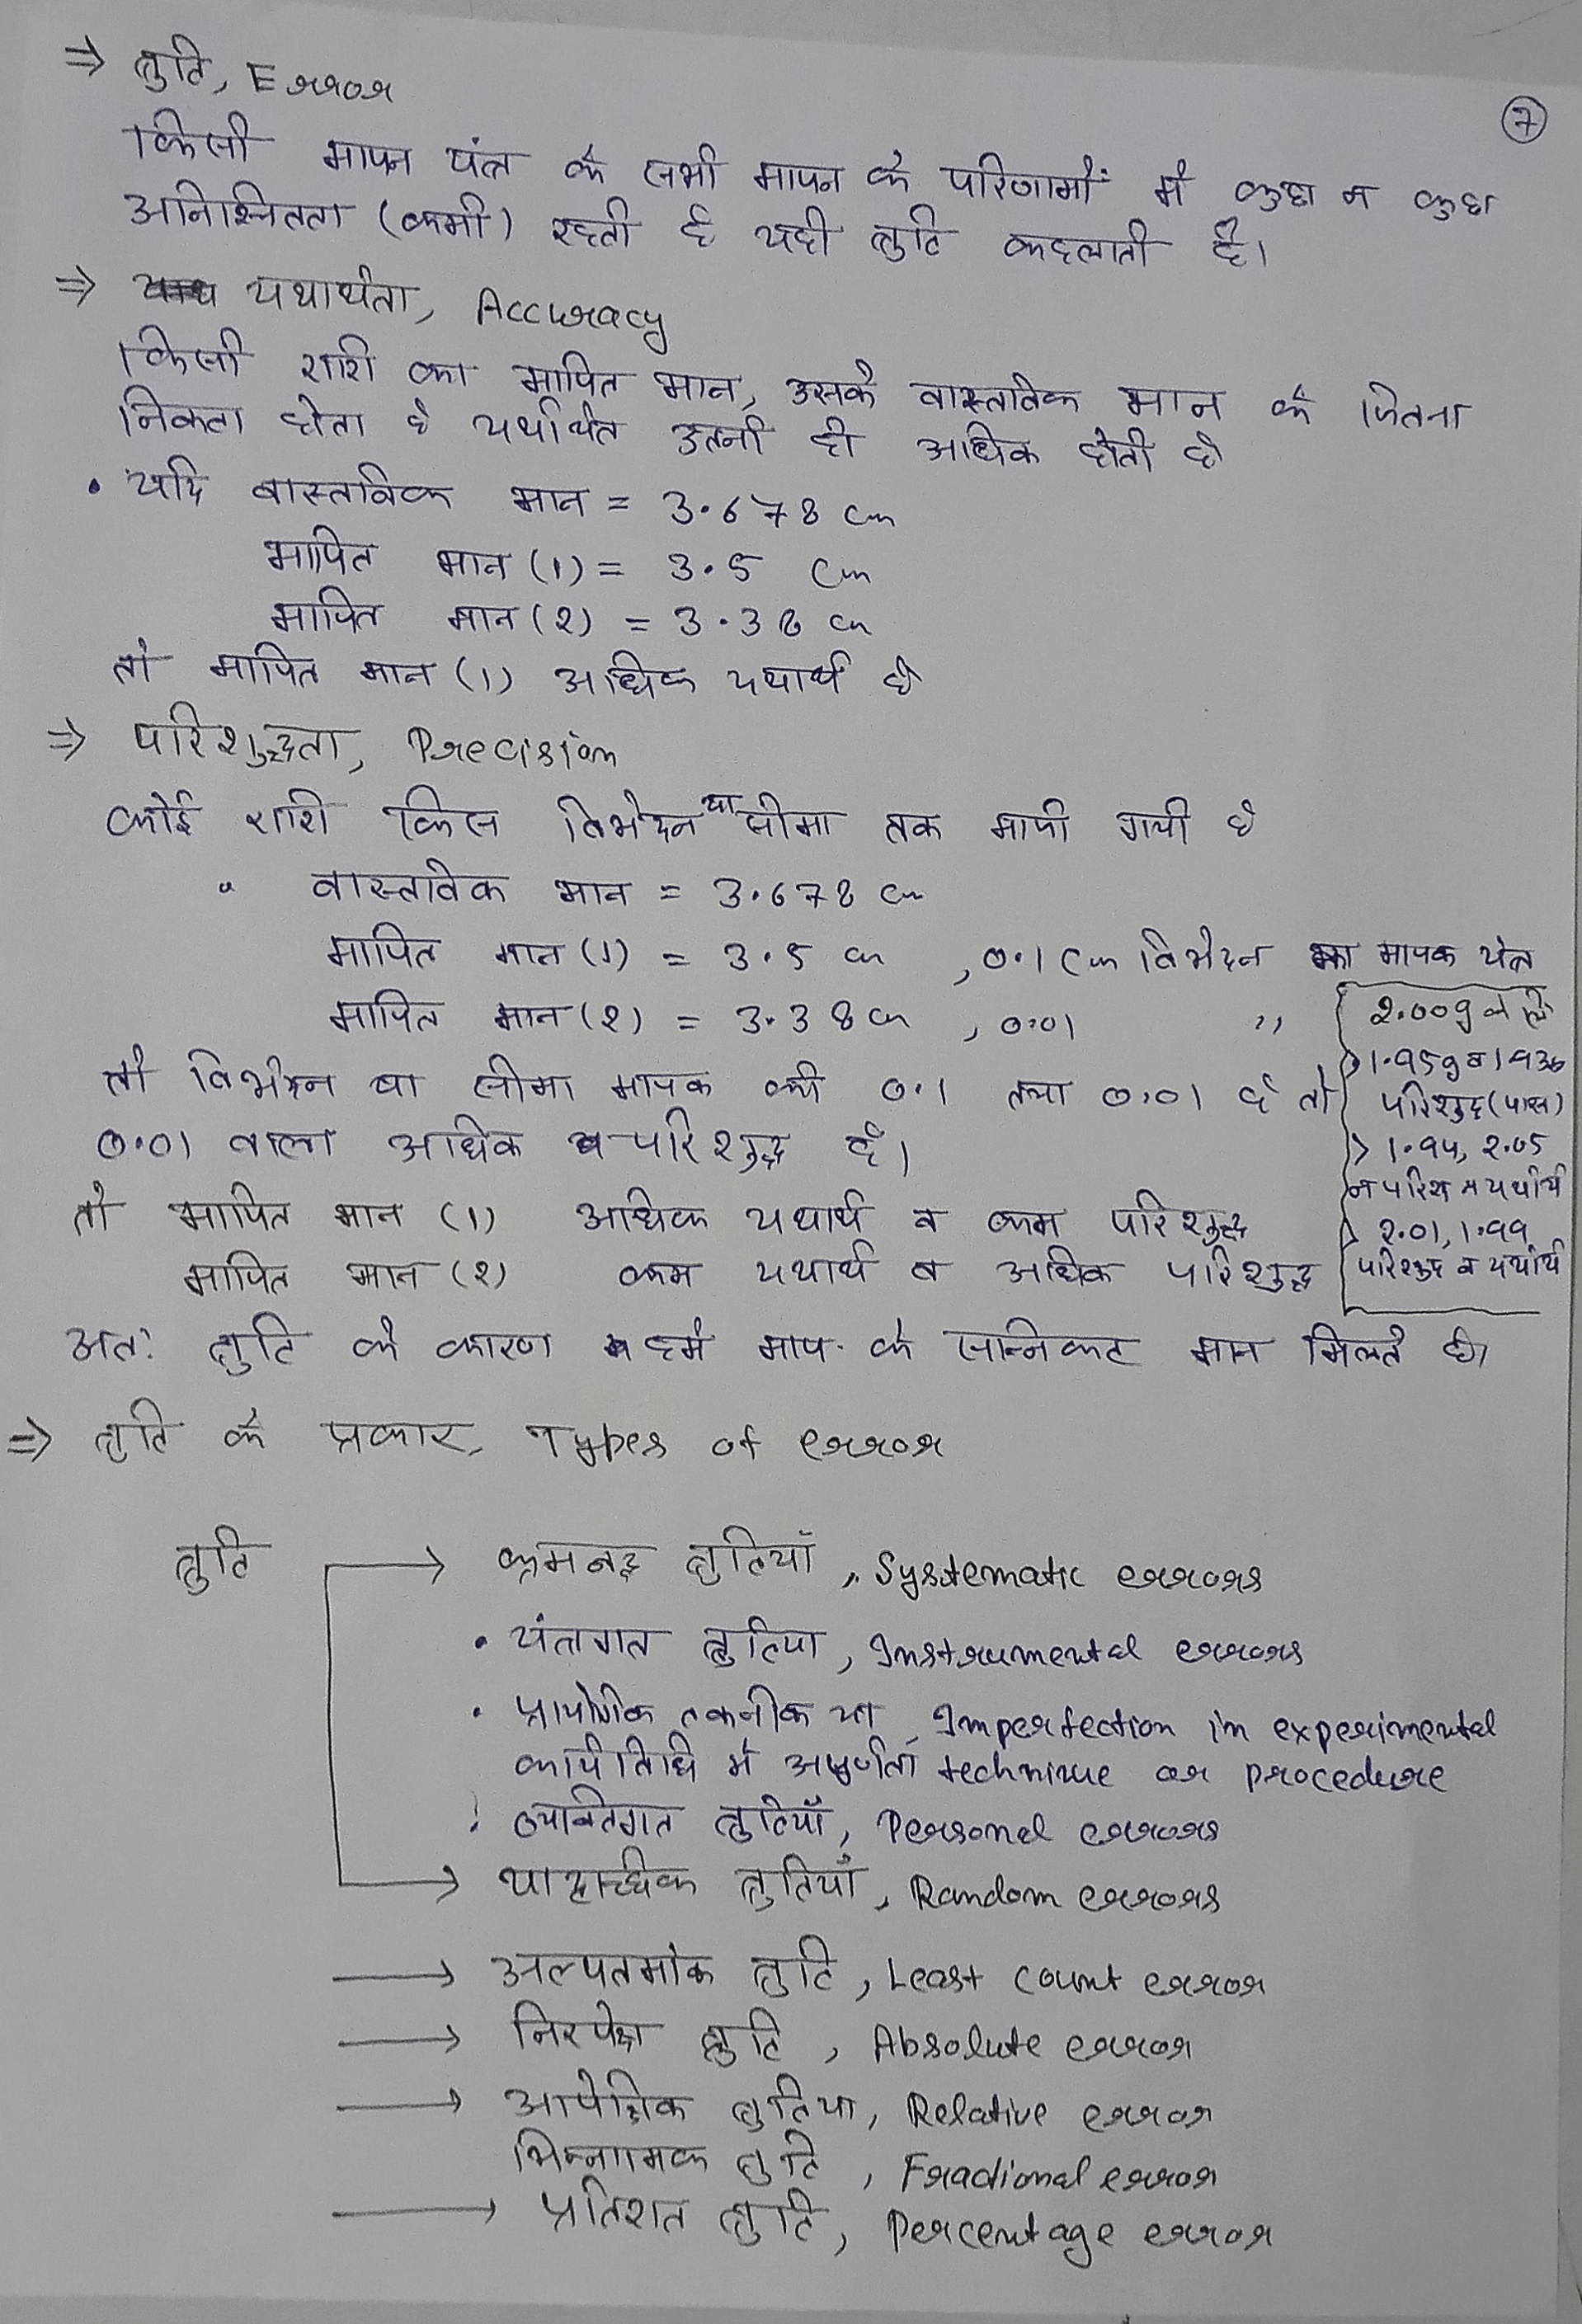 ⇒ त्रुटि, Error
7
किसी मापन यंत्र के सभी मापन के परिणामों में कुछ न कुछ
अनिश्चितता (कमी) रहती है यही त्रुटि कहलाती है।
⇒ यथार्थता, Accuracy
किसी राशि का मापित मान, उसके वास्तविक मान के जितना
निकता होता है यर्थाथत उतनी ही अधिक होती है
• यदि वास्तविक मान = 3.678 cm
मापित मान (1) = 3.5 cm
मापित मान (2) = 3.38 cm
तो मापित मान (1) अधिक यथार्थ है
⇒ परिशुद्धता, Precision
कोई राशि किस विभेदन या सीमा तक मापी गयी है
• वास्तविक मान = 3.678 cm
मापित मान (1) = 3.5 cm , 0.1 cm विभेदन का मापक यंत्र
मापित मान (2) = 3.38 cm , 0.01 ,,
तो विभेदन वा सीमा मापक की 0.1 तथा 0.01 है तो
0.01 वाला अधिक परिशुद्ध है।
तो मापित मान (1) अधिक यथार्थ व कम परिशुद्ध
मापित मान (2) कम यथार्थ व अधिक परिशुद्ध
2.00g व
> 1.95g व 1.93g
परिशुद्ध (पास)
> 1.94, 2.05
न परिशु न यर्थाथ
> 2.01, 1.99
परिशुद्ध व यर्थाथ
अतः त्रुटि के कारण हमे माप के सन्निकट मान मिलते है।
⇒ त्रुटि के प्रकार, Types of error
त्रुटि → क्रमबद्ध त्रुटियाँ, Systematic errors
• यंत्रगत त्रुटिया, Instrumental errors
• प्रायोगिक तकनीक या, Imperfection in experimental
कार्यविधि में अपूर्णता technique or procedure
• व्यक्तिगत त्रुटियाँ, Personal errors
→ यादृच्छिक त्रुतियाँ, Random errors
→ अल्पतमांक त्रुटि, Least count error
→ निरपेक्ष त्रुटि, Absolute error
→ आपेक्षिक त्रुतिया, Relative error
भिन्नामक त्रुटि, Fractional error
→ प्रतिशत त्रुटि, Percentage error